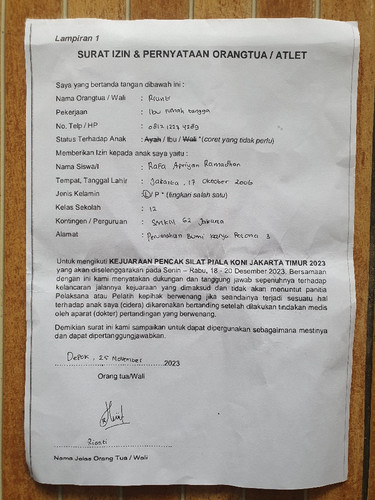 Lampiran 1
SURAT IZIN & PERNYATAAN ORANGTUA / ATLET
Saya yang bertanda tangan dibawah ini :
Nama Orangtua / Wali :
Pekerjaan : Ibu rumah tangga
No. Telp / HP :
Status Terhadap Anak : Ayah / Ibu / Wali *(coret yang tidak perlu)
Memberikan Izin kepada anak saya yaitu :
Nama Siswa/i : Rafa Apriyan Ramadhan
Tempat, Tanggal Lahir : Jakarta, 17 Oktober 2006
Jenis Kelamin : L/P * (lingkari salah satu)
Kelas Sekolah : 12
Kontingen / Perguruan : 62 Jakarta
Alamat : Perumahan Bumi Karya Pesona 3
Untuk mengikuti KEJUARAAN PENCAK SILAT PIALA KONI JAKARTA TIMUR 2023
yang akan diselenggarakan pada Senin – Rabu, 18 - 20 Desember 2023. Bersamaan
dengan ini kami menyatakan dukungan dan tanggung jawab sepenuhnya terhadap
kelancaran jalannya kejuaraan yang dimaksud dan tidak akan menuntut panitia
Pelaksana atau Pelatih kepihak berwenang jika seandainya terjadi sesuatu hal
terhadap anak saya (cidera) dikarenakan bertanding setelah dilakukan tindakan medis
oleh aparat (dokter) pertandingan yang berwenang.
Demikian surat ini kami sampaikan untuk dapat dipergunakan sebagaimana mestinya
dan dapat dipertanggungjawabkan.
Depok, 25 November 2023
Orang tua/Wali
Nama Jelas Orang Tua / Wali